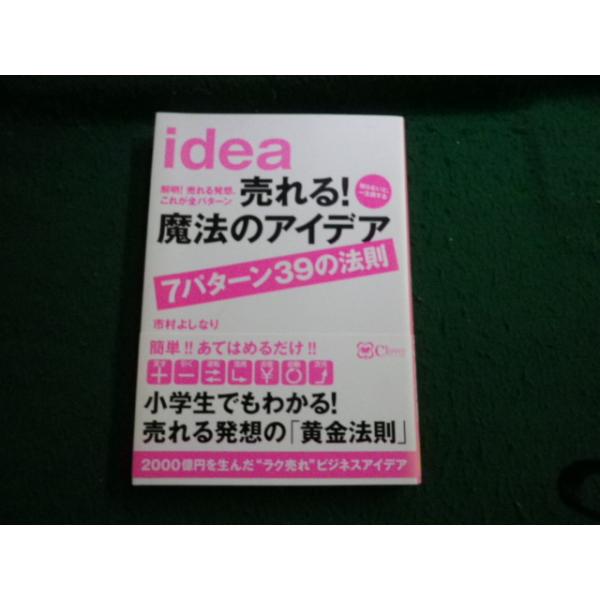 idea
解明！売れる発想、
これが全パターン
売れる！
魔法のアイデア
7パターン39の法則
市村よしなり
簡単!!あてはめるだけ!!
Clover
小学生でもわかる！
売れる発想の「黄金法則」
2000億円を生んだ“ラク売れ”ビジネスアイデア